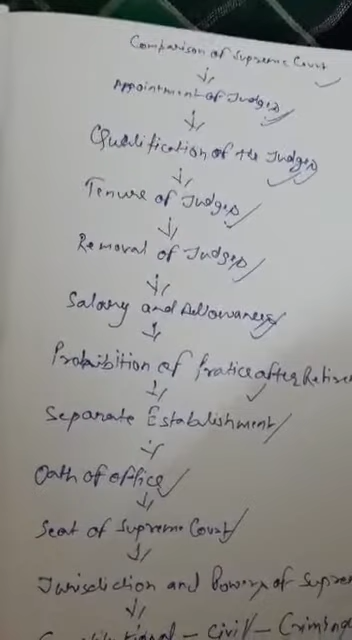 Comparison of Supreme Court
Appointment of Judges
Qualification of the Judges
Tenure of Judges
Removal of Judges
Salary and Allowances
Prohibition of Pratice after Retire
Separate Establishment
Oath of office
Seat of Supreme Court
Jurisdiction and Powers of Suprem
- Civil - Criminal